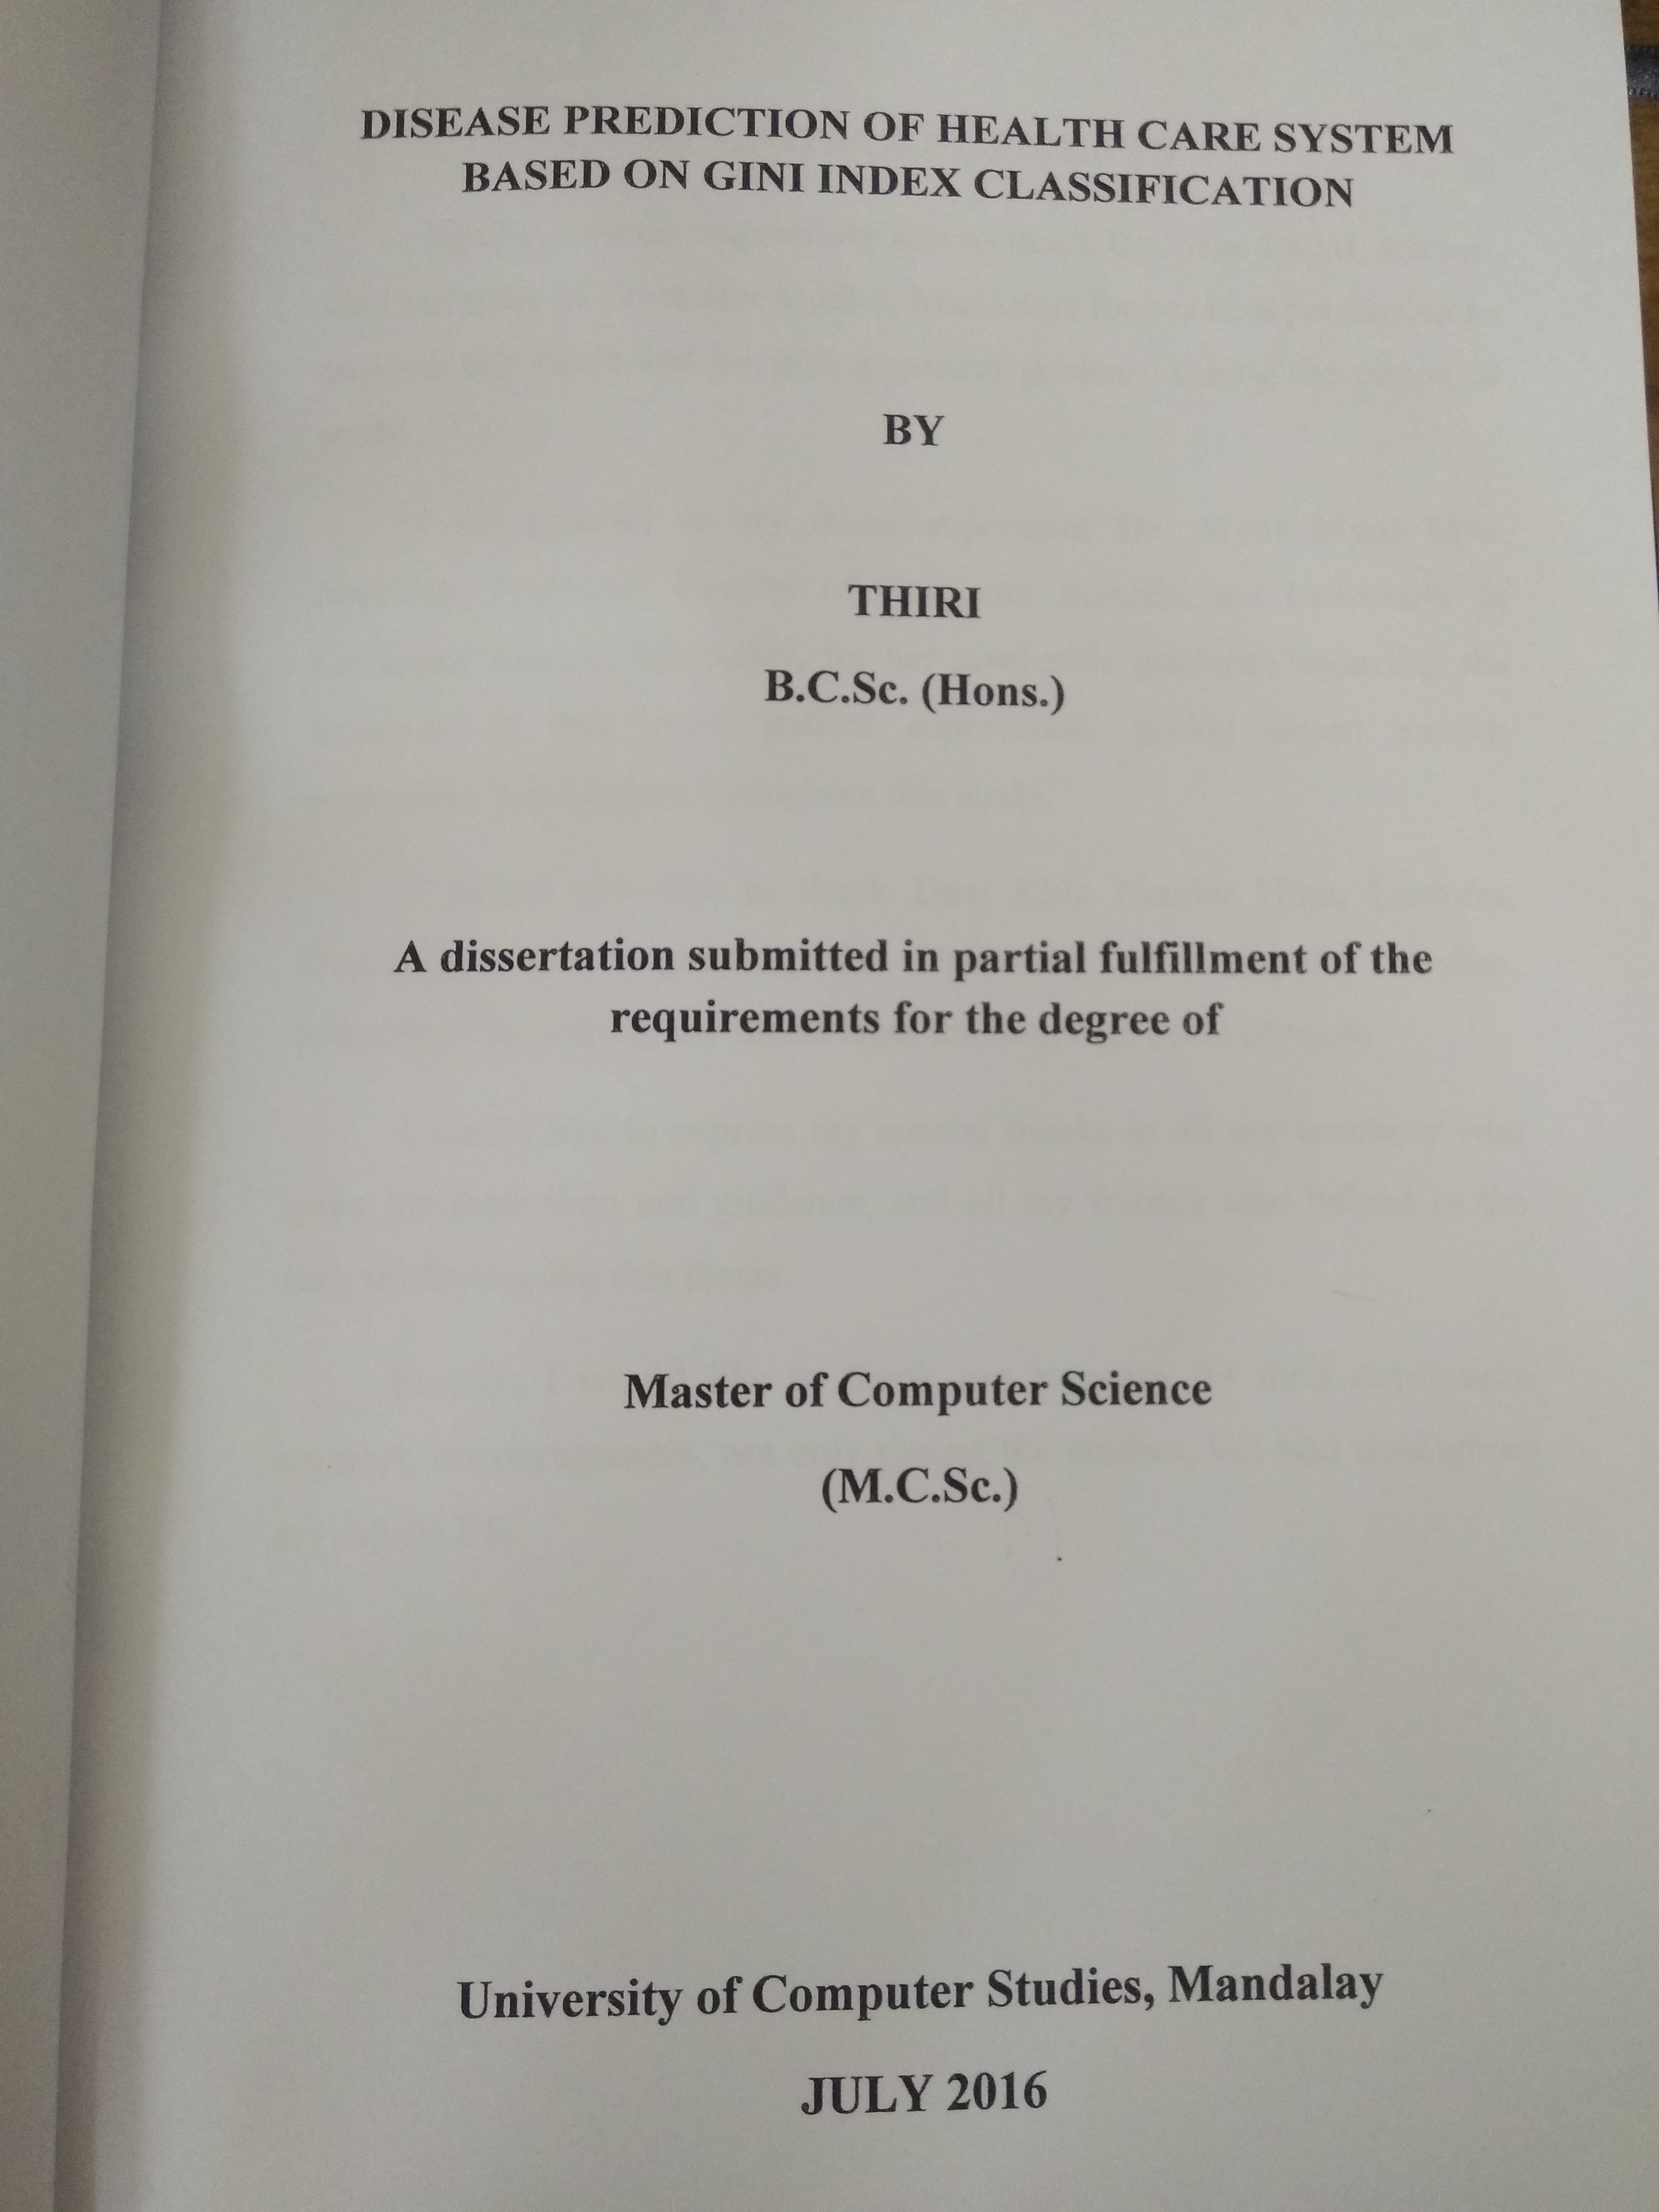 DISEASE PREDICTION OF HEALTH CARE SYSTEM
BASED ON GINI INDEX CLASSIFICATION
BY
THIRI
B.C.Sc. (Hons.)
A dissertation submitted in partial fulfillment of the
requirements for the degree of
Master of Computer Science
(M.C.Sc.)
University of Computer Studies, Mandalay
JULY 2016